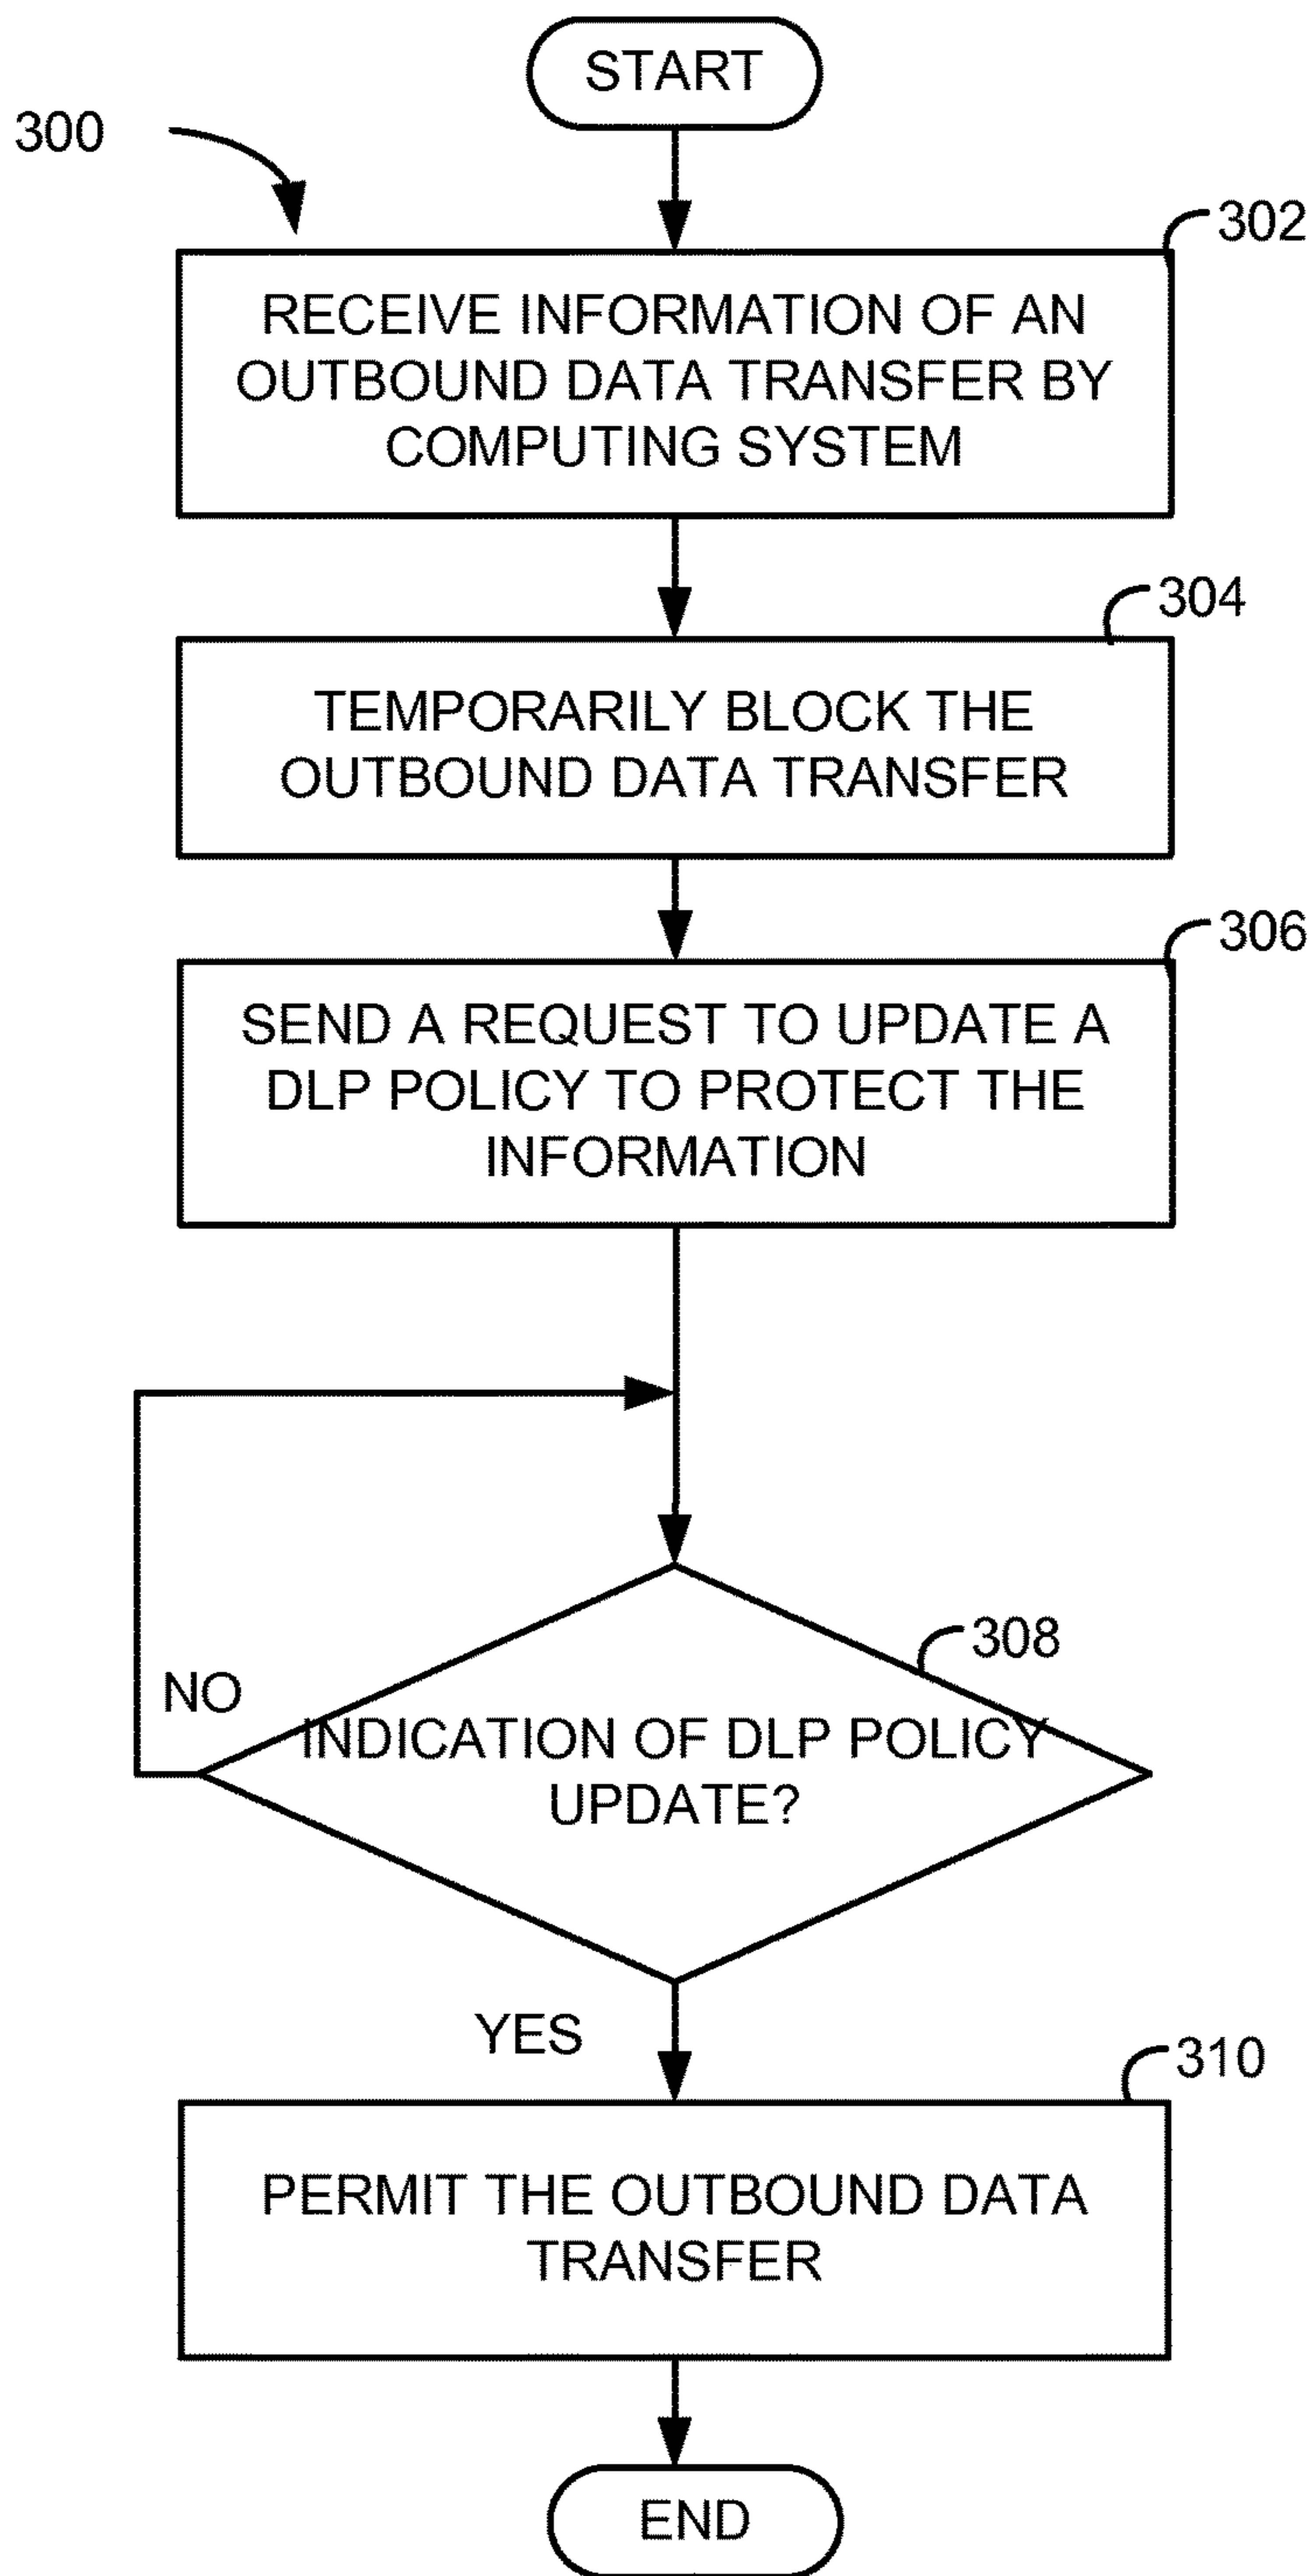 START
300
302
RECEIVE INFORMATION OF AN
OUTBOUND DATA TRANSFER BY
COMPUTING SYSTEM
304
TEMPORARILY BLOCK THE
OUTBOUND DATA TRANSFER
306
SEND A REQUEST TO UPDATE A
DLP POLICY TO PROTECT THE
INFORMATION
308
NO
INDICATION OF DLP POLICY
UPDATE?
YES
310
PERMIT THE OUTBOUND DATA
TRANSFER
END